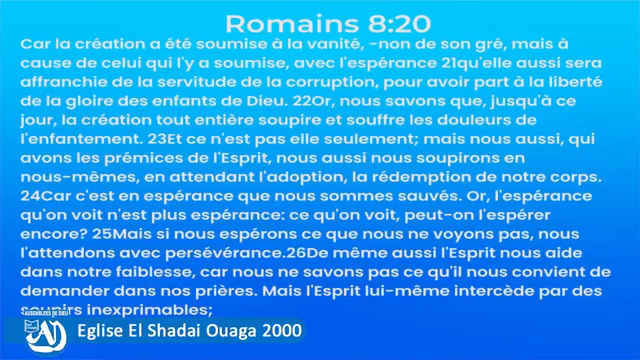 Romains 8:20
Car la création a été soumise à la vanité, -non de son gré, mais à
cause de celui qui l'y a soumise, avec l'espérance 21qu'elle aussi sera
affranchie de la servitude de la corruption, pour avoir part à la liberté
de la gloire des enfants de Dieu. 22Or, nous savons que, jusqu'à ce
jour, la création tout entière soupire et souffre les douleurs de
l'enfantement. 23Et ce n'est pas elle seulement; mais nous aussi, qui
avons les prémices de l'Esprit, nous aussi nous soupirons en
nous-mêmes, en attendant l'adoption, la rédemption de notre corps.
24Car c'est en espérance que nous sommes sauvés. Or, l'espérance
qu'on voit n'est plus espérance: ce qu'on voit, peut-on l'espérer
encore? 25Mais si nous espérons ce que nous ne voyons pas, nous
l'attendons avec persévérance.26De même aussi l'Esprit nous aide
dans notre faiblesse, car nous ne savons pas ce qu'il nous convient de
demander dans nos prières. Mais l'Esprit lui-même intercède par des
soupirs inexprimables;
ASSEMBLEES DE DIEU
Eglise El Shadai Ouaga 2000